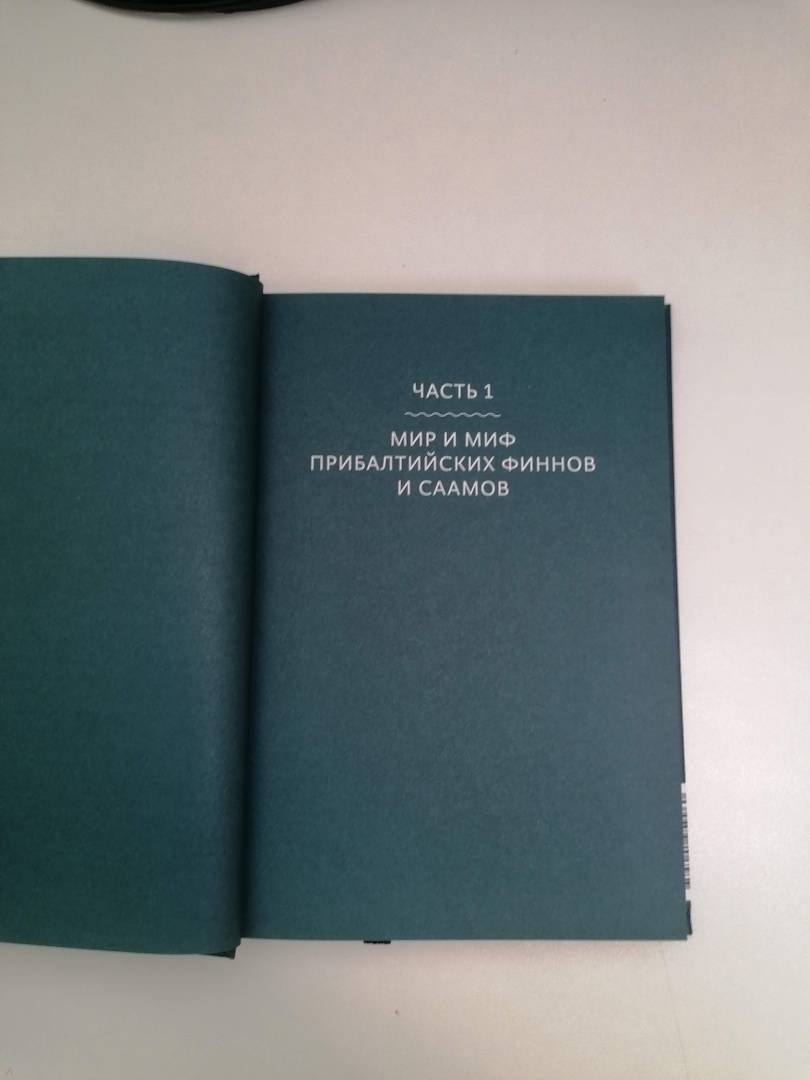 ЧАСТЬ 1
МИР И МИФ
ПРИБАЛТИЙСКИХ ФИННОВ
И СААМОВ